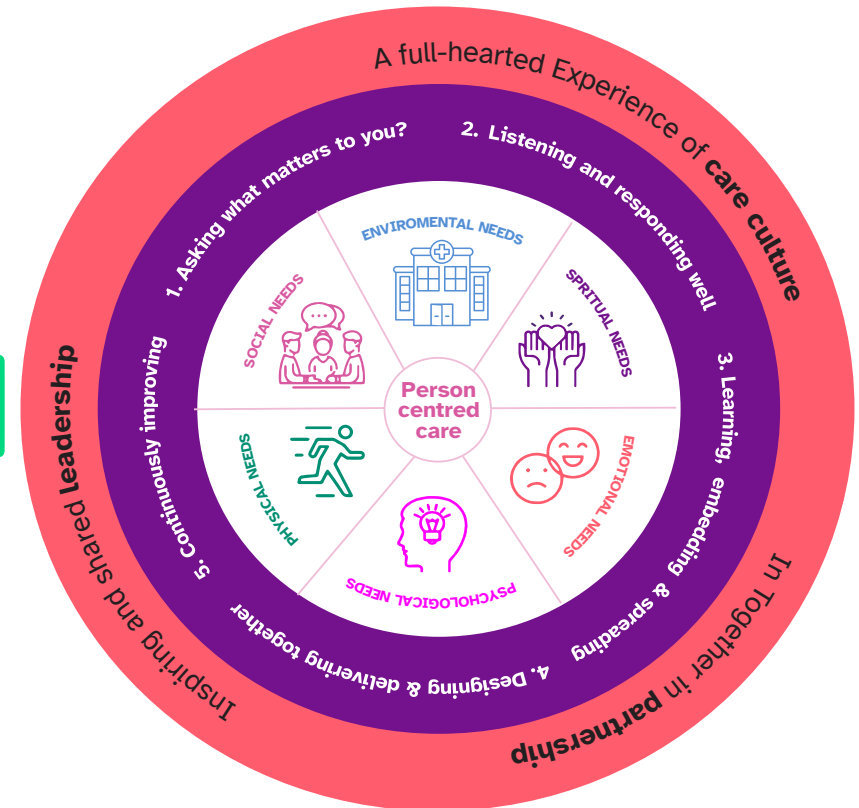 A full-hearted Experience of care culture
In Together in partnership
Inspiring and shared Leadership
1. Asking what matters to you?
2. Listening and responding well
3. Learning, embedding & spreading
4. Designing & delivering together
5. Continuously improving
ENVIROMENTAL NEEDS
SPRITUAL NEEDS
EMOTIONAL NEEDS
PSYCHOLOGICAL NEEDS
PHYSICAL NEEDS
SOCIAL NEEDS
Person
centred
care